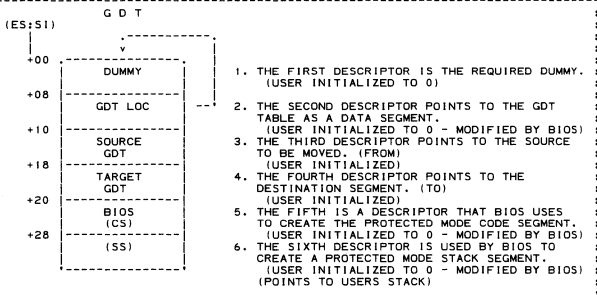 G D T
(ES:SI)
+00
DUMMY
+08
GDT LOC
+10
SOURCE
GDT
+18
TARGET
GDT
+20
BIOS
(CS)
+28
(SS)
1. THE FIRST DESCRIPTOR IS THE REQUIRED DUMMY.
(USER INITIALIZED TO 0)
2. THE SECOND DESCRIPTOR POINTS TO THE GDT
TABLE AS A DATA SEGMENT.
(USER INITIALIZED TO 0 - MODIFIED BY BIOS)
3. THE THIRD DESCRIPTOR POINTS TO THE SOURCE
TO BE MOVED. (FROM)
(USER INITIALIZED)
4. THE FOURTH DESCRIPTOR POINTS TO THE
DESTINATION SEGMENT. (TO)
(USER INITIALIZED)
5. THE FIFTH IS A DESCRIPTOR THAT BIOS USES
TO CREATE THE PROTECTED MODE CODE SEGMENT.
(USER INITIALIZED TO 0 - MODIFIED BY BIOS)
6. THE SIXTH DESCRIPTOR IS USED BY BIOS TO
CREATE A PROTECTED MODE STACK SEGMENT.
(USER INITIALIZED TO 0 - MODIFIED BY BIOS)
(POINTS TO USERS STACK)